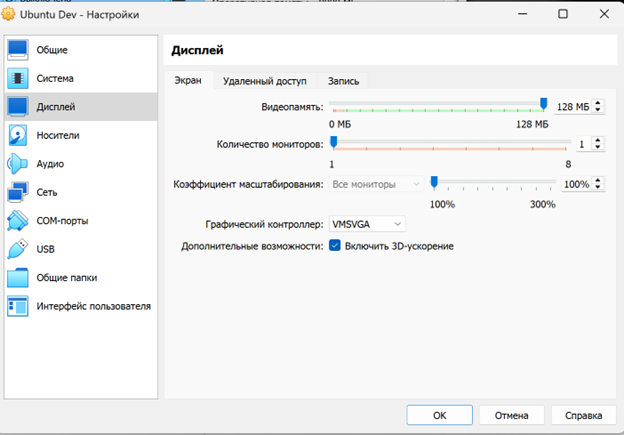 Ubuntu Dev - Настройки
Общие
Система
Дисплей
Носители
Аудио
Сеть
COM-порты
USB
Общие папки
Интерфейс пользователя
Дисплей
Экран Удаленный доступ Запись
Видеопамять: 128 МБ
0 МБ 128 МБ
Количество мониторов: 1
1 8
Коэффициент масштабирования: Все мониторы 100%
100% 300%
Графический контроллер: VMSVGA
Дополнительные возможности: Включить 3D-ускорение
OK Отмена Справка